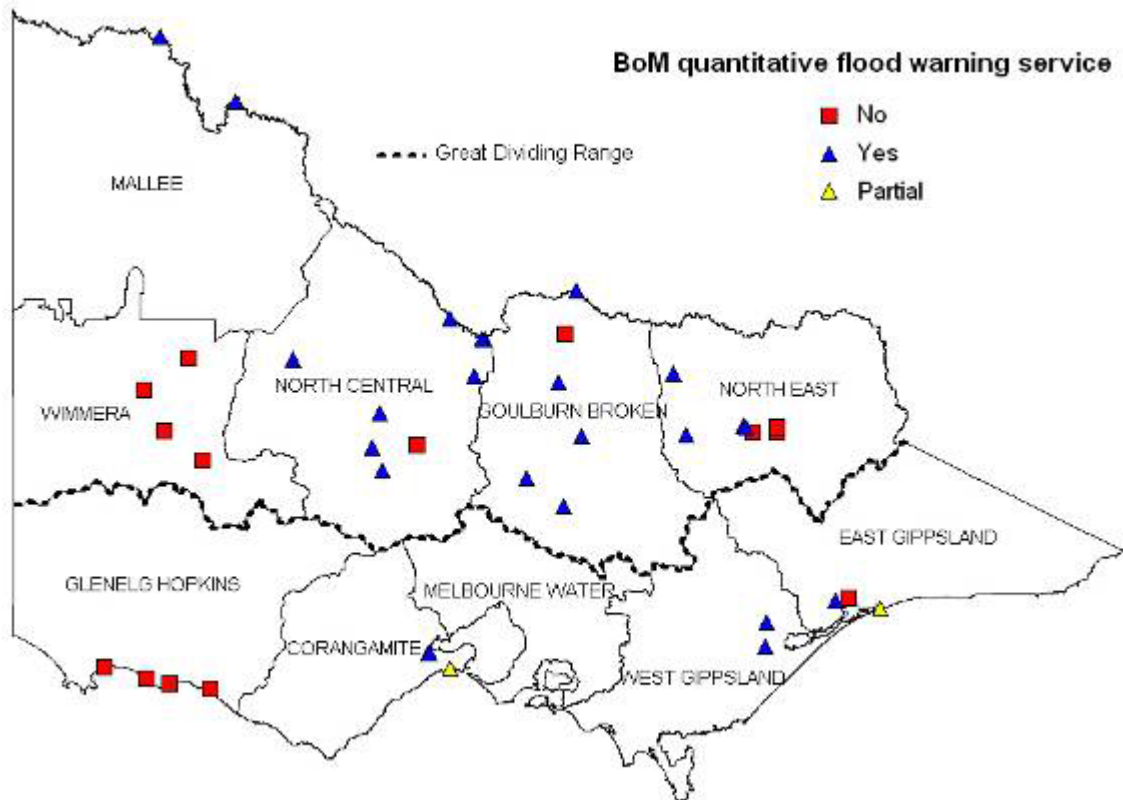 BoM quantitative flood warning service
No
Yes
Partial
Great Dividing Range
MALLEE
WIMMERA
NORTH CENTRAL
GOULBURN BROKEN
NORTH EAST
EAST GIPPSLAND
GLENELG HOPKINS
MELBOURNE WATER
CORANGAMITE
WEST GIPPSLAND